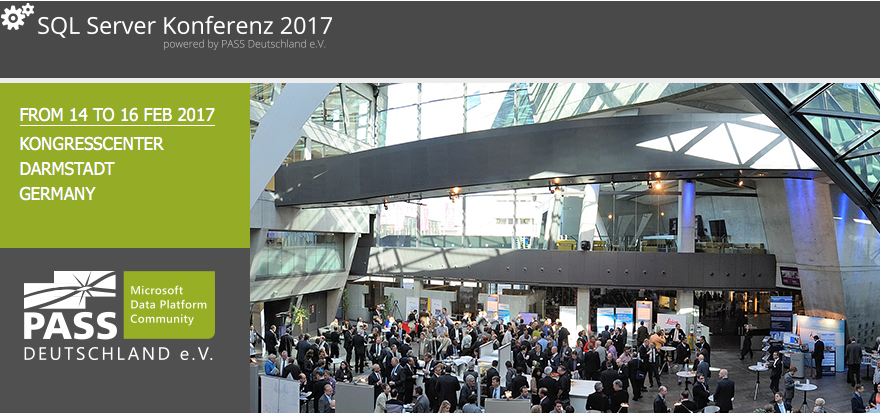 SQL Server Konferenz 2017
powered by PASS Deutschland e.V.
FROM 14 TO 16 FEB 2017
KONGRESSCENTER
DARMSTADT
GERMANY
PASS
Microsoft
Data Platform
Community
DEUTSCHLAND e.V.